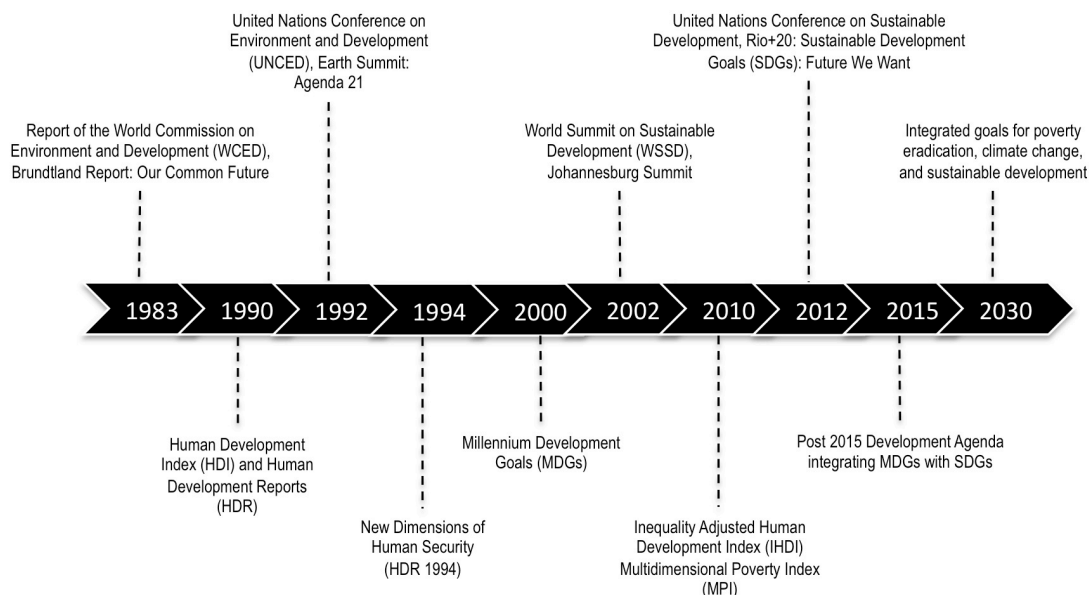 United Nations Conference on
Environment and Development
(UNCED), Earth Summit:
Agenda 21
United Nations Conference on Sustainable
Development, Rio+20: Sustainable Development
Goals (SDGs): Future We Want
Report of the World Commission on
Environment and Development (WCED),
Brundtland Report: Our Common Future
World Summit on Sustainable
Development (WSSD),
Johannesburg Summit
Integrated goals for poverty
eradication, climate change,
and sustainable development
1983 1990 1992 1994 2000 2002 2010 2012 2015 2030
Human Development
Index (HDI) and Human
Development Reports
(HDR)
Millennium Development
Goals (MDGs)
Post 2015 Development Agenda
integrating MDGs with SDGs
New Dimensions of
Human Security
(HDR 1994)
Inequality Adjusted Human
Development Index (IHDI)
Multidimensional Poverty Index
(MPI)